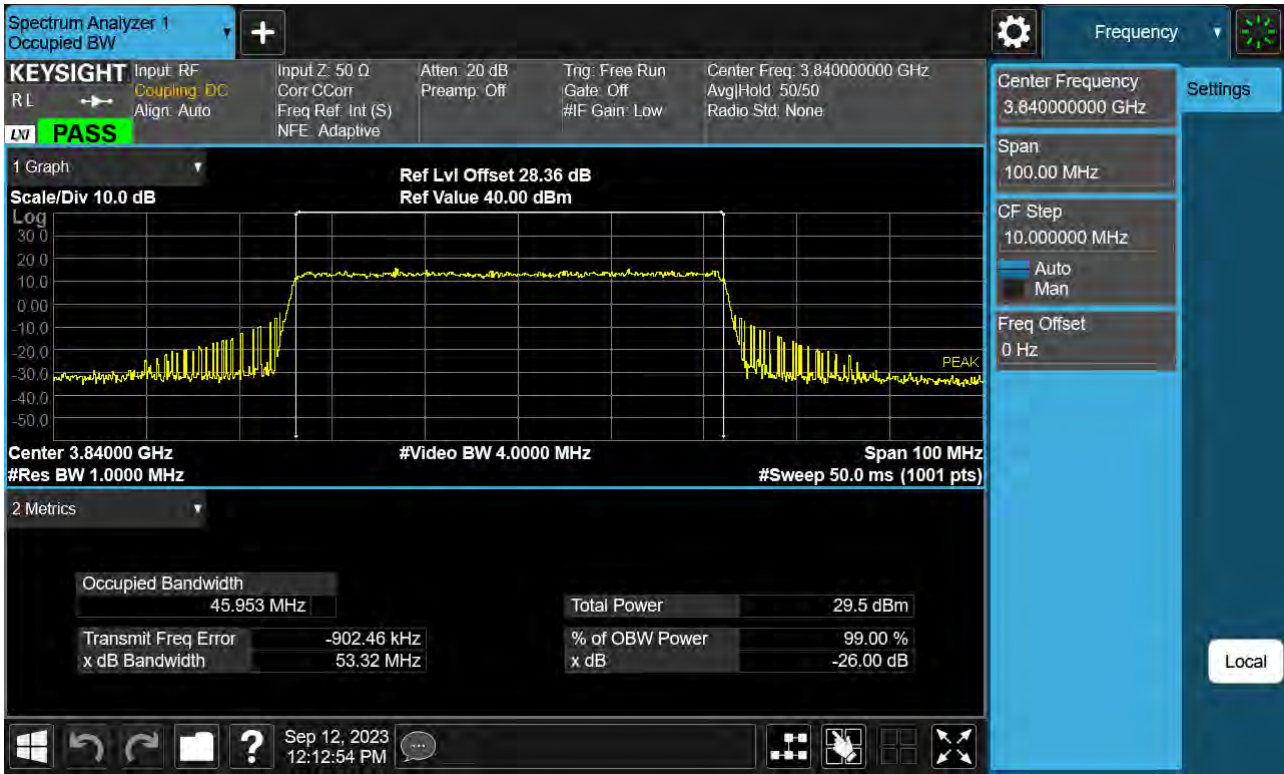 Spectrum Analyzer 1
Occupied BW
+
Frequency
KEYSIGHT
RL
LXI
PASS
Input: RF
Coupling: DC
Align: Auto
Input Z: 50 Ω
Corr CCorr
Freq Ref: Int (S)
NFE: Adaptive
Atten: 20 dB
Preamp: Off
Trig: Free Run
Gate: Off
#IF Gain: Low
Center Freq: 3.840000000 GHz
Avg|Hold: 50/50
Radio Std: None
Center Frequency
3.840000000 GHz
Settings
Span
100.00 MHz
CF Step
10.000000 MHz
Auto
Man
Freq Offset
0 Hz
1 Graph
Scale/Div 10.0 dB
Ref Lvl Offset 28.36 dB
Ref Value 40.00 dBm
Log
30.0
20.0
10.0
0.00
-10.0
-20.0
-30.0
-40.0
-50.0
PEAK
Center 3.84000 GHz
#Video BW 4.0000 MHz
Span 100 MHz
#Res BW 1.0000 MHz
#Sweep 50.0 ms (1001 pts)
2 Metrics
Occupied Bandwidth
45.953 MHz
Total Power 29.5 dBm
Transmit Freq Error -902.46 kHz
% of OBW Power 99.00 %
x dB Bandwidth 53.32 MHz
x dB -26.00 dB
Local
?
Sep 12, 2023
12:12:54 PM